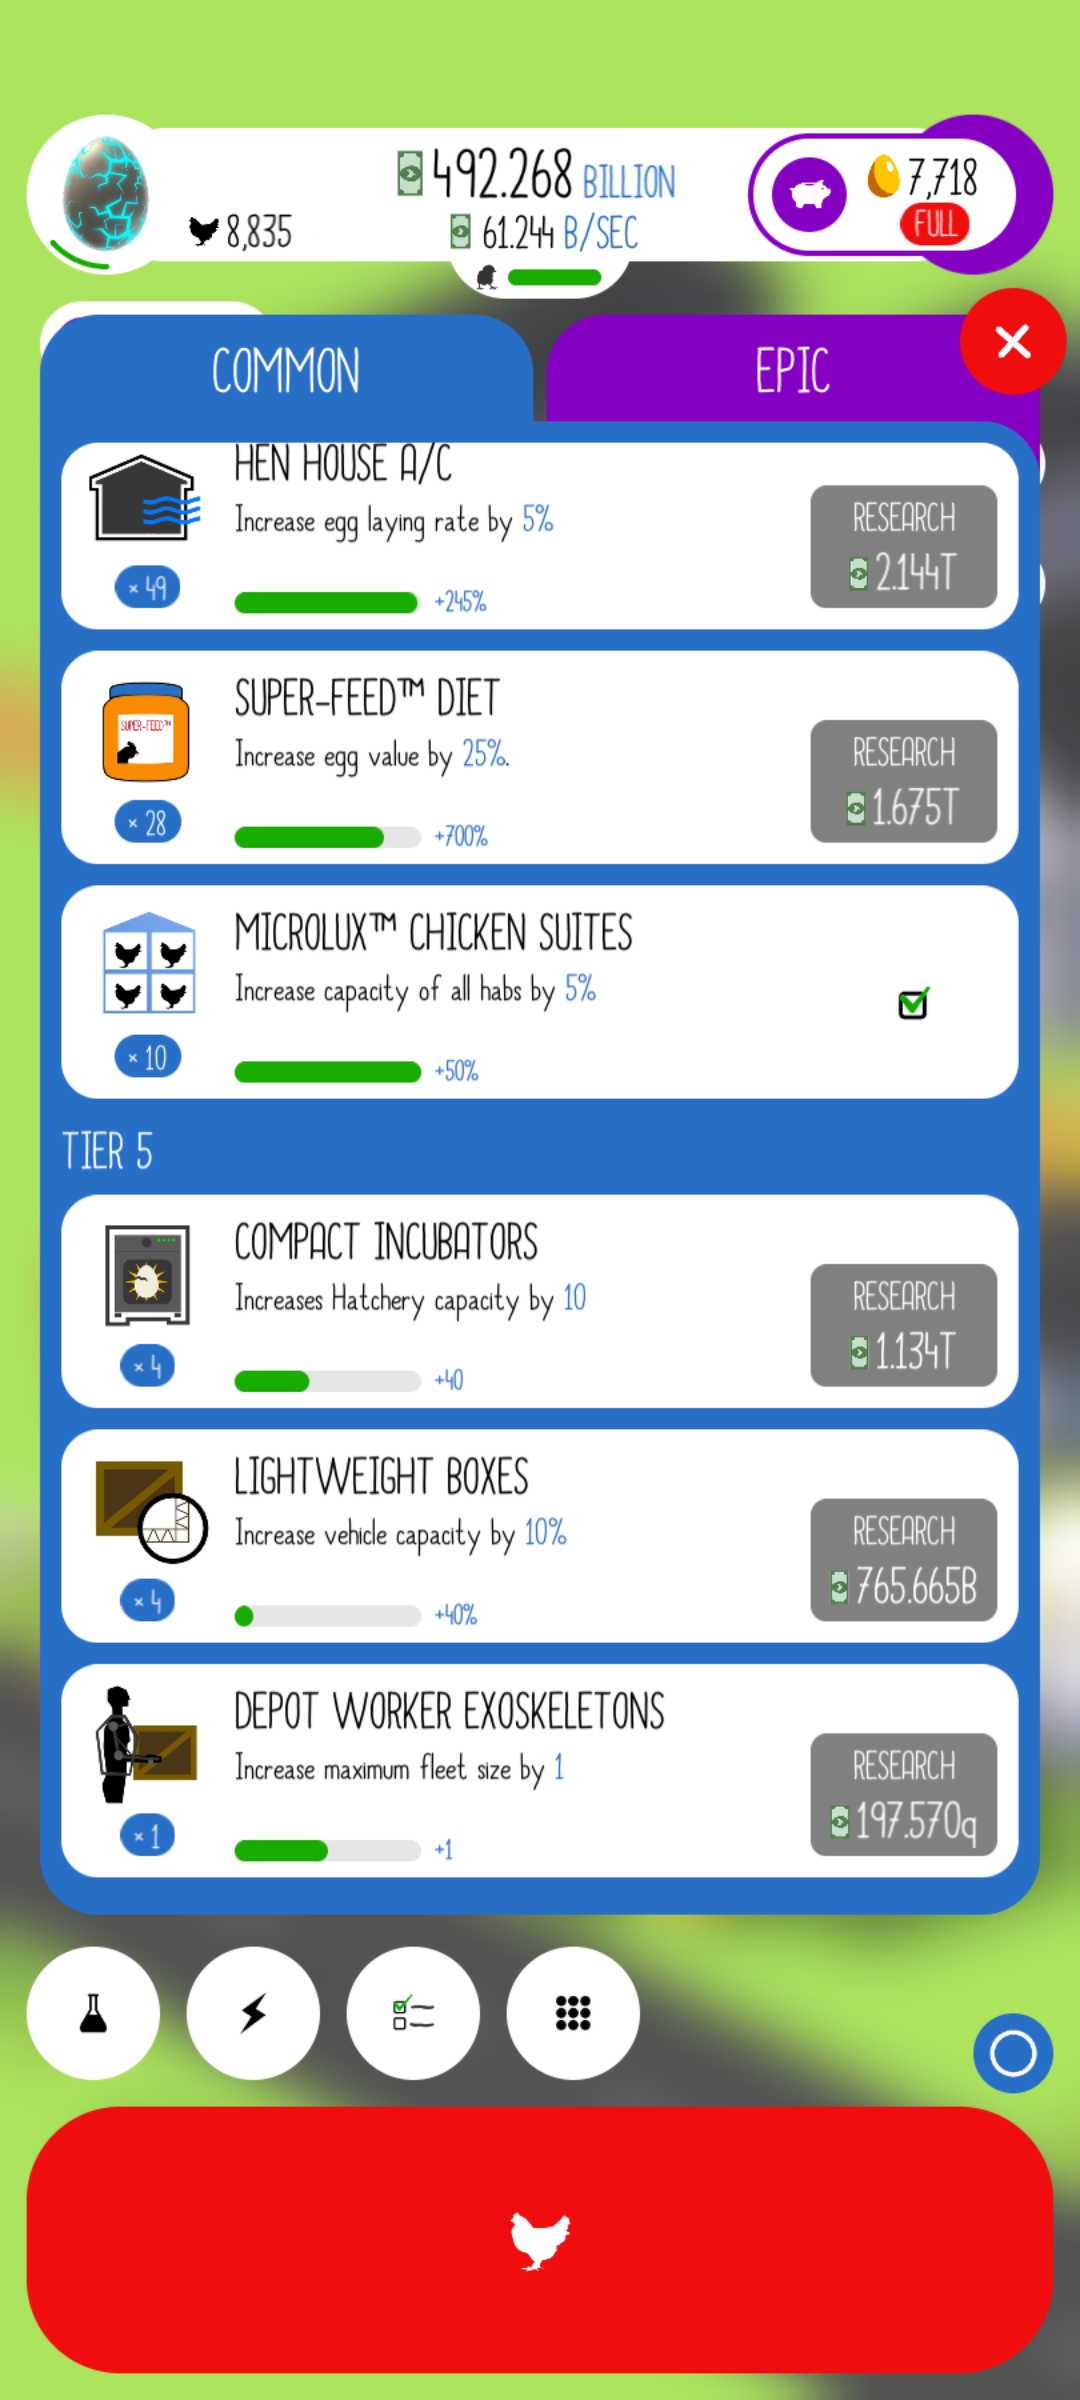 492.268 BILLION
8,835
61.244 B/SEC
7,718
FULL
COMMON
EPIC
HEN HOUSE A/C
Increase egg laying rate by 5%
× 49
+245%
RESEARCH
2.144T
SUPER-FEED™ DIET
SUPER-FEED™
Increase egg value by 25%.
× 28
+700%
RESEARCH
1.675T
MICROLUX™ CHICKEN SUITES
Increase capacity of all habs by 5%
× 10
+50%
TIER 5
COMPACT INCUBATORS
Increases Hatchery capacity by 10
× 4
+40
RESEARCH
1.134T
LIGHTWEIGHT BOXES
Increase vehicle capacity by 10%
× 4
+40%
RESEARCH
765.665B
DEPOT WORKER EXOSKELETONS
Increase maximum fleet size by 1
× 1
+1
RESEARCH
197.570q